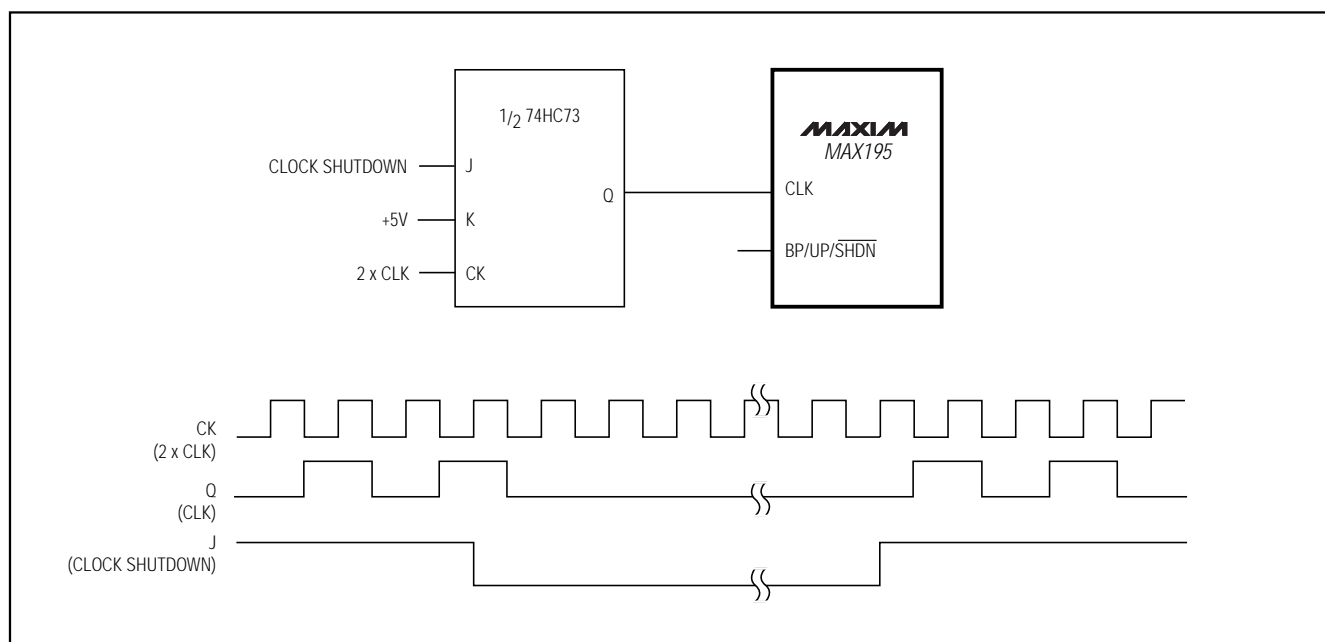 1/2 74HC73
CLOCK SHUTDOWN
J
+5V
K
2 x CLK
CK
Q
MAXIM
MAX195
CLK
BP/UP/S̅H̅D̅N̅
CK
(2 x CLK)
Q
(CLK)
J
(CLOCK SHUTDOWN)